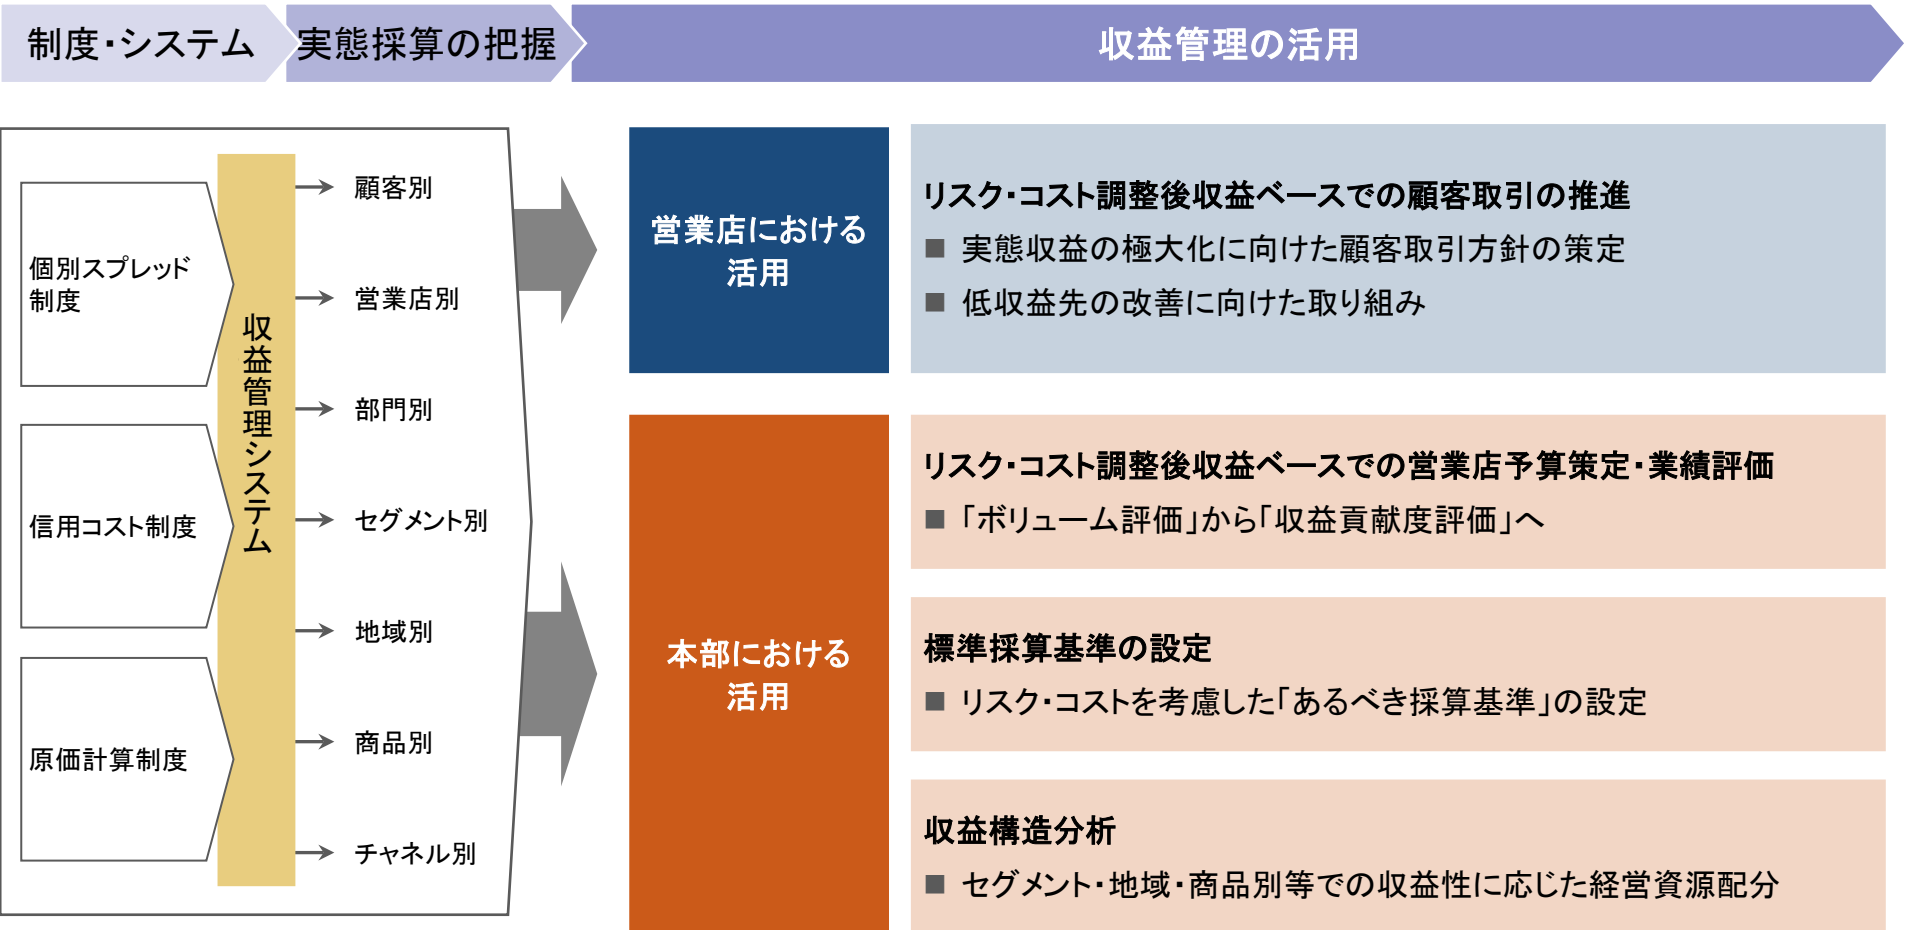 制度・システム
実態採算の把握
収益管理の活用
個別スプレッド
制度
信用コスト制度
原価計算制度
収益管理システム
顧客別
営業店別
部門別
セグメント別
地域別
商品別
チャネル別
営業店における
活用
リスク・コスト調整後収益ベースでの顧客取引の推進
■ 実態収益の極大化に向けた顧客取引方針の策定
■ 低収益先の改善に向けた取り組み
本部における
活用
リスク・コスト調整後収益ベースでの営業店予算策定・業績評価
■ 「ボリューム評価」から「収益貢献度評価」へ
標準採算基準の設定
■ リスク・コストを考慮した「あるべき採算基準」の設定
収益構造分析
■ セグメント・地域・商品別等での収益性に応じた経営資源配分